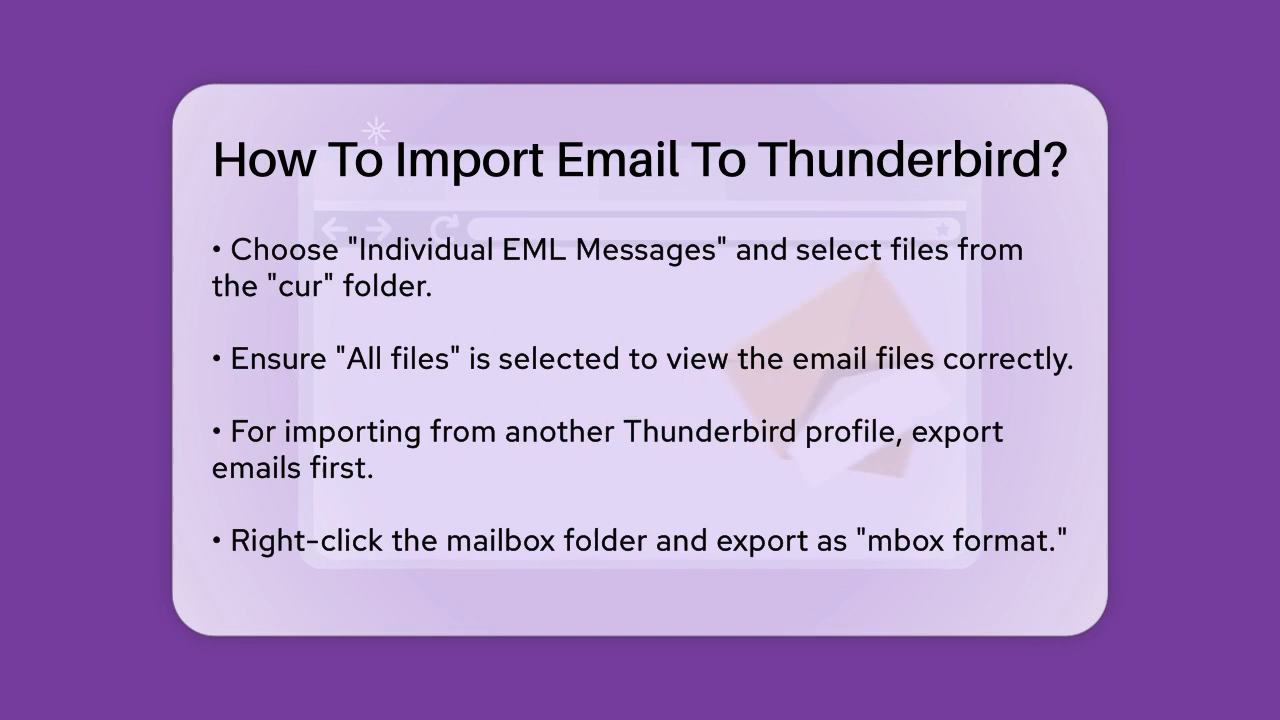 How To Import Email To Thunderbird?
• Choose "Individual EML Messages" and select files from
the "cur" folder.
• Ensure "All files" is selected to view the email files correctly.
• For importing from another Thunderbird profile, export
emails first.
• Right-click the mailbox folder and export as "mbox format."